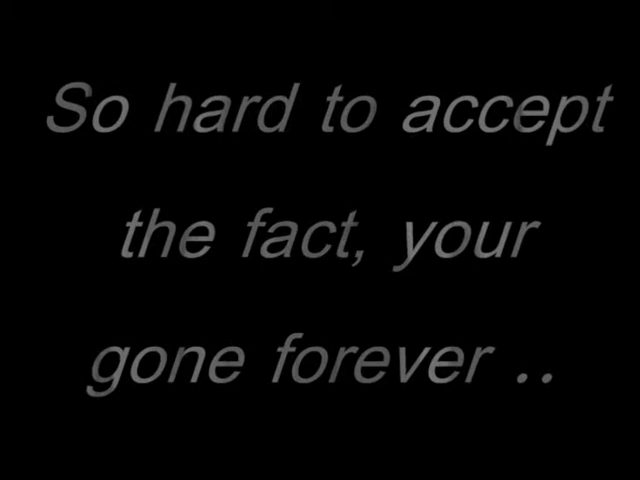 So hard to accept
the fact, your
gone forever ..